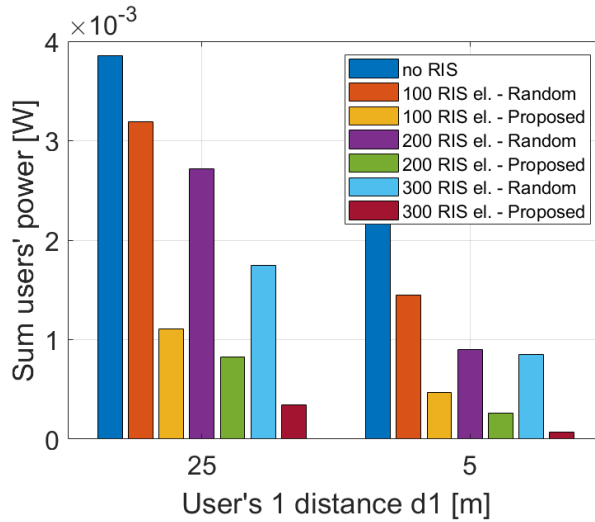 ×10⁻³
4
3
2
1
0
Sum users' power [W]
no RIS
100 RIS el. - Random
100 RIS el. - Proposed
200 RIS el. - Random
200 RIS el. - Proposed
300 RIS el. - Random
300 RIS el. - Proposed
25 5
User's 1 distance d1 [m]